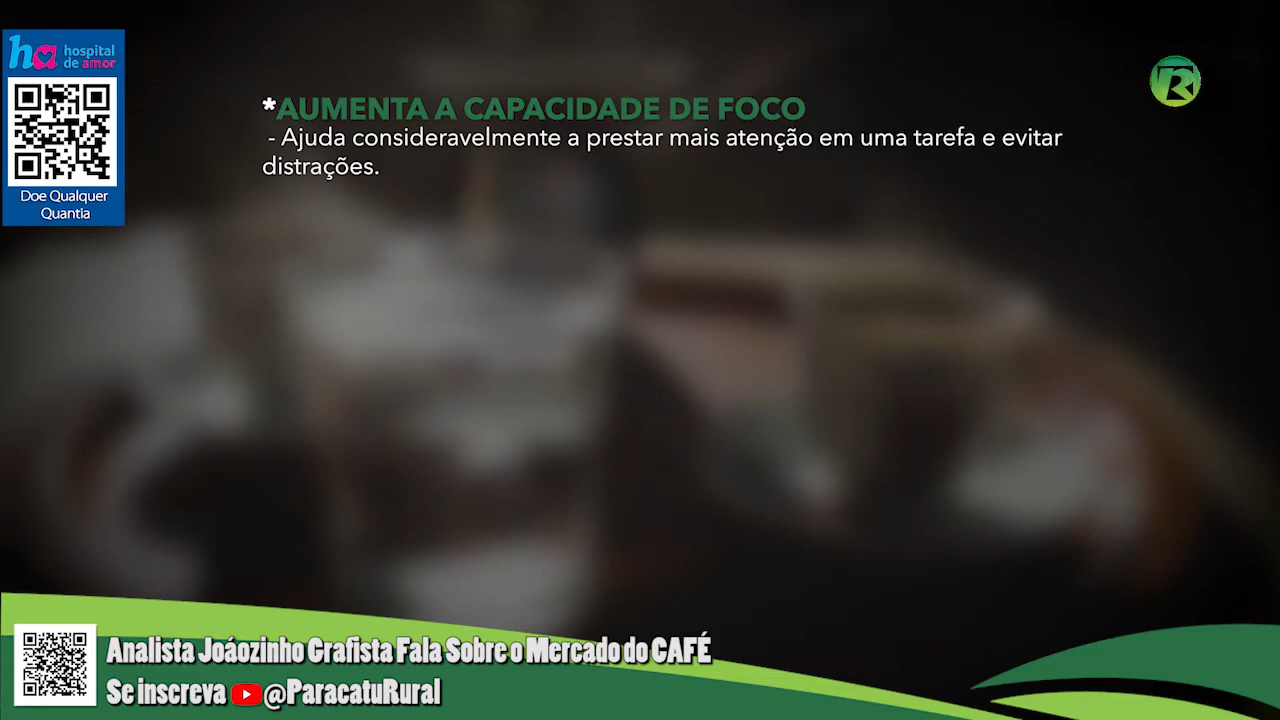 ha hospital
de amor
Doe Qualquer
Quantia
R
*AUMENTA A CAPACIDADE DE FOCO
- Ajuda consideravelmente a prestar mais atenção em uma tarefa e evitar
distrações.
Analista Joáozinho Grafista Fala Sobre o Mercado do CAFÉ
Se inscreva @ParacatuRural